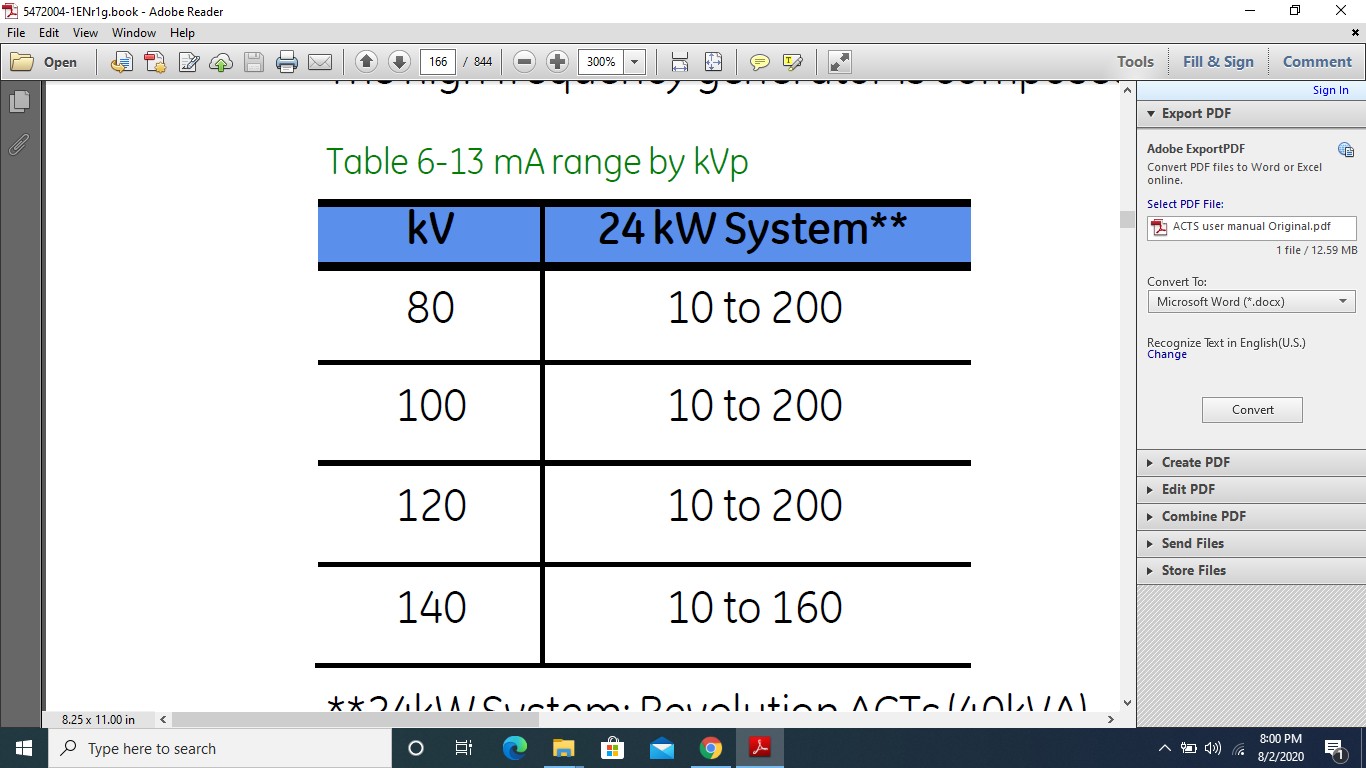 5472004-1ENr1g.book - Adobe Reader
File Edit View Window Help
Open 166 / 844 300% Tools Fill & Sign Comment
Sign In
The high frequency generator is compose
Table 6-13 mA range by kVp
kV 24 kW System**
80 10 to 200
100 10 to 200
120 10 to 200
140 10 to 160
**24kW System: Revolution ACTs (40kVA)
8.25 x 11.00 in
Export PDF
Adobe ExportPDF
Convert PDF files to Word or Excel
online.
Select PDF File:
ACTS user manual Original.pdf
1 file / 12.59 MB
Convert To:
Microsoft Word (*.docx)
Recognize Text in English(U.S.)
Change
Convert
Create PDF
Edit PDF
Combine PDF
Send Files
Store Files
Type here to search
8:00 PM
8/2/2020
1